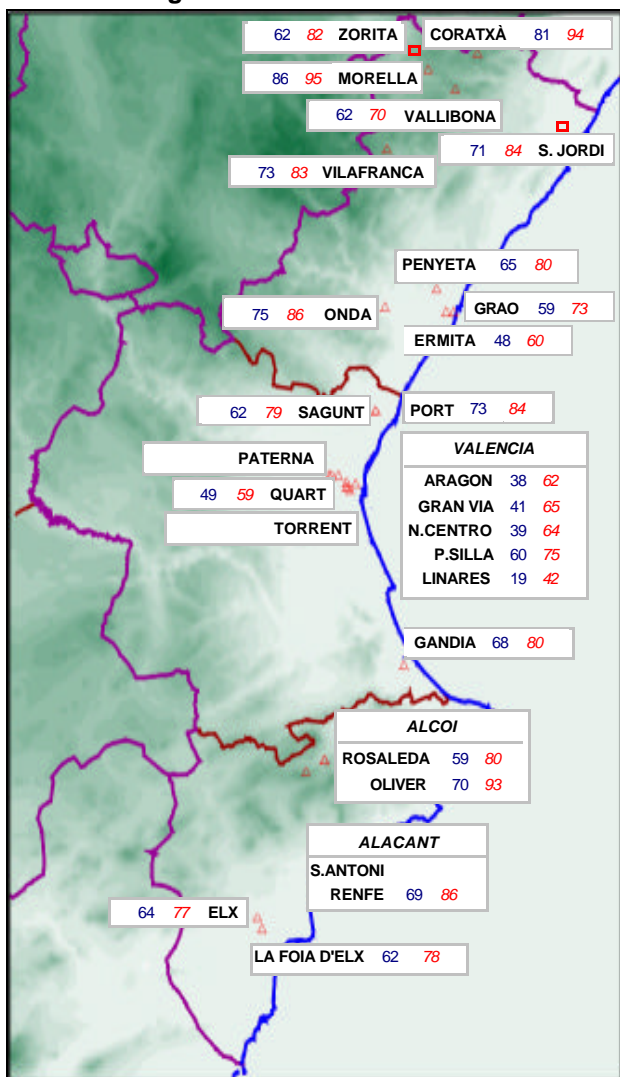 62 82 ZORITA
CORATXÀ 81 94
86 95 MORELLA
62 70 VALLIBONA
71 84 S. JORDI
73 83 VILAFRANCA
PENYETA 65 80
75 86 ONDA
GRAO 59 73
ERMITA 48 60
62 79 SAGUNT
PORT 73 84
PATERNA
49 59 QUART
TORRENT
VALENCIA
ARAGON 38 62
GRAN VIA 41 65
N.CENTRO 39 64
P.SILLA 60 75
LINARES 19 42
GANDIA 68 80
ALCOI
ROSALEDA 59 80
OLIVER 70 93
ALACANT
S.ANTONI
RENFE 69 86
64 77 ELX
LA FOIA D'ELX 62 78